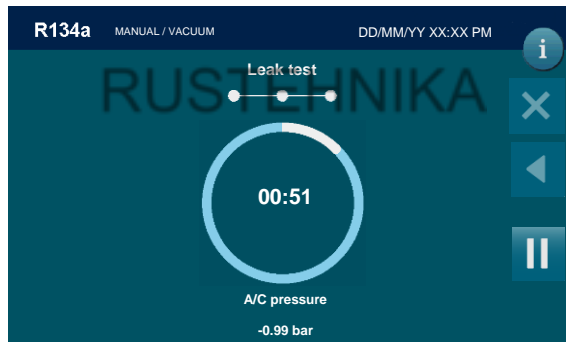 R134a MANUAL / VACUUM DD/MM/YY XX:XX PM
i
Leak test
RUSTEHNIKA
00:51
A/C pressure
-0.99 bar